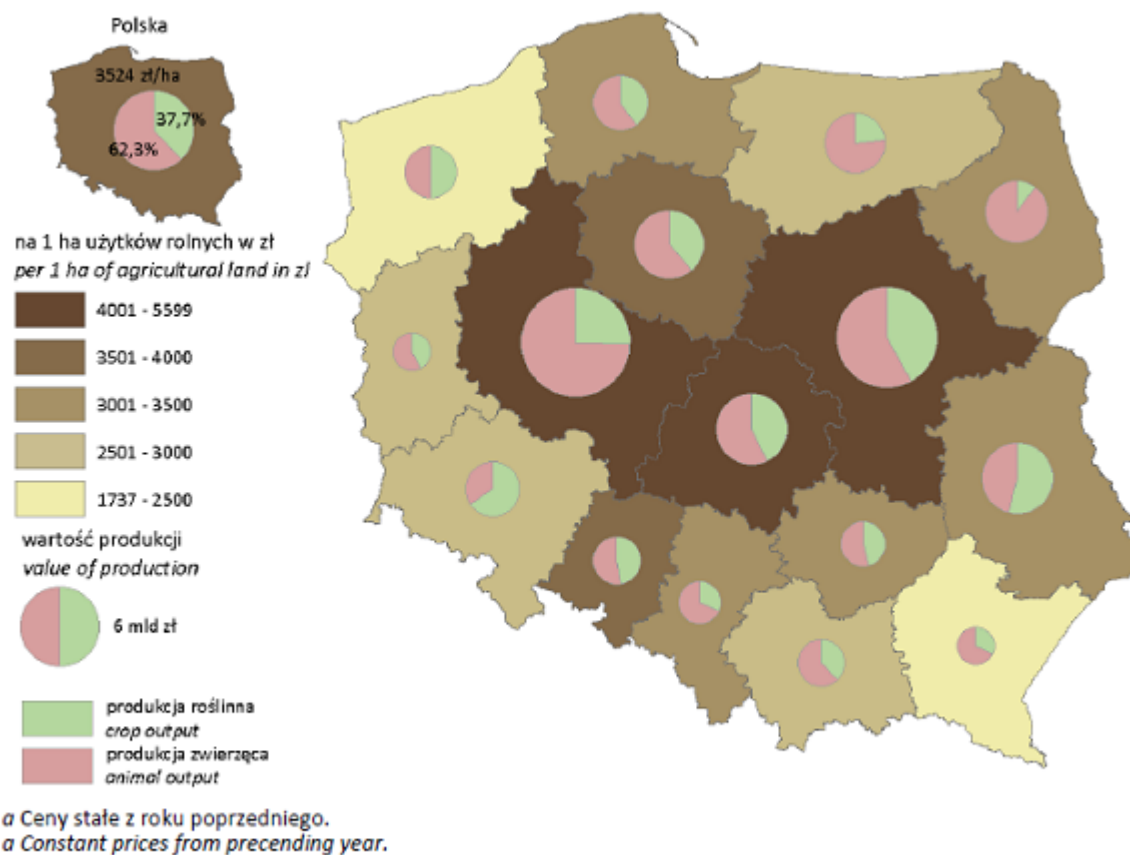 Polska
3524 zł/ha
37,7%
62,3%
na 1 ha użytków rolnych w zł
per 1 ha of agricultural land in zl
4001 - 5599
3501 - 4000
3001 - 3500
2501 - 3000
1737 - 2500
wartość produkcji
value of production
6 mld zł
produkcja roślinna
crop output
produkcja zwierzęca
animal output
a Ceny stałe z roku poprzedniego.
a Constant prices from precending year.